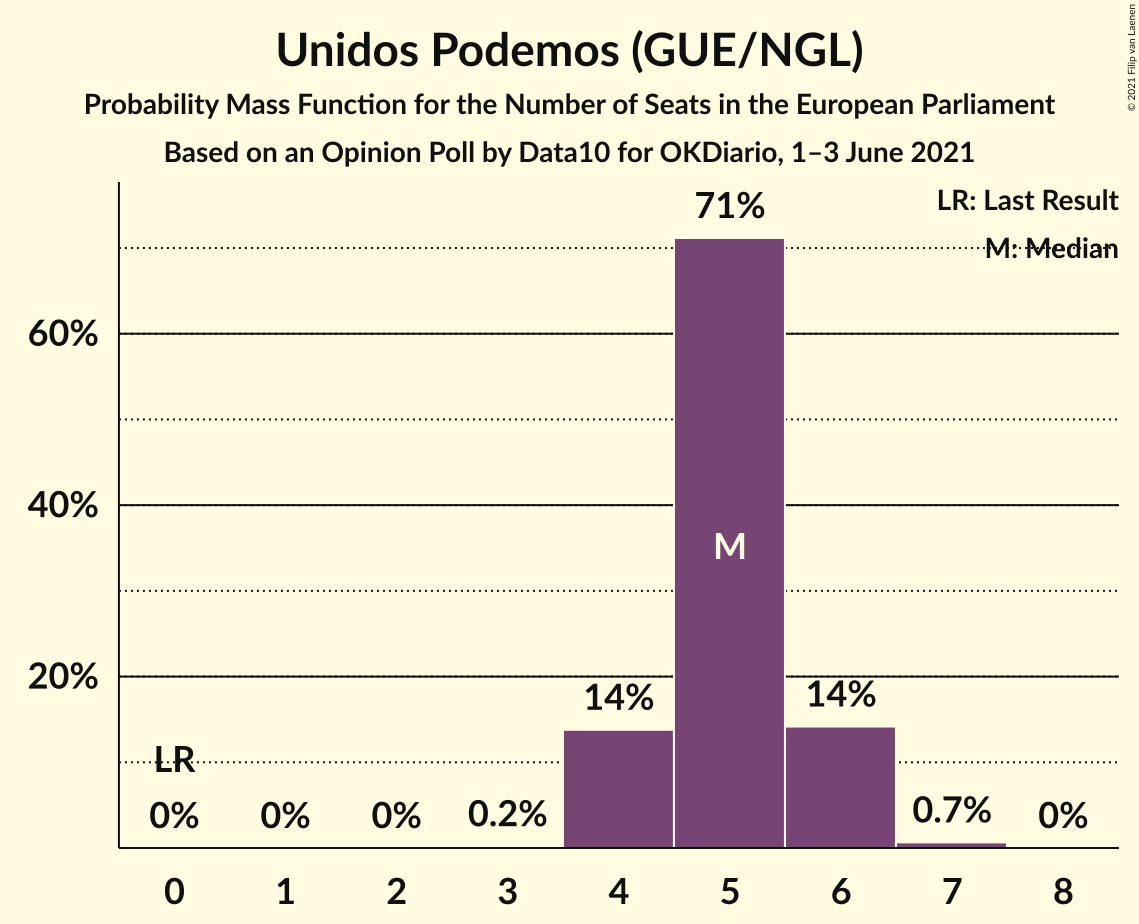 Unidos Podemos (GUE/NGL)
Probability Mass Function for the Number of Seats in the European Parliament
Based on an Opinion Poll by Data10 for OKDiario, 1–3 June 2021
© 2021 Filip van Laenen
LR: Last Result
M: Median
71%
60%
40%
M
20%
14%
14%
LR
0%
0%
0%
0.2%
0.7%
0%
0 1 2 3 4 5 6 7 8